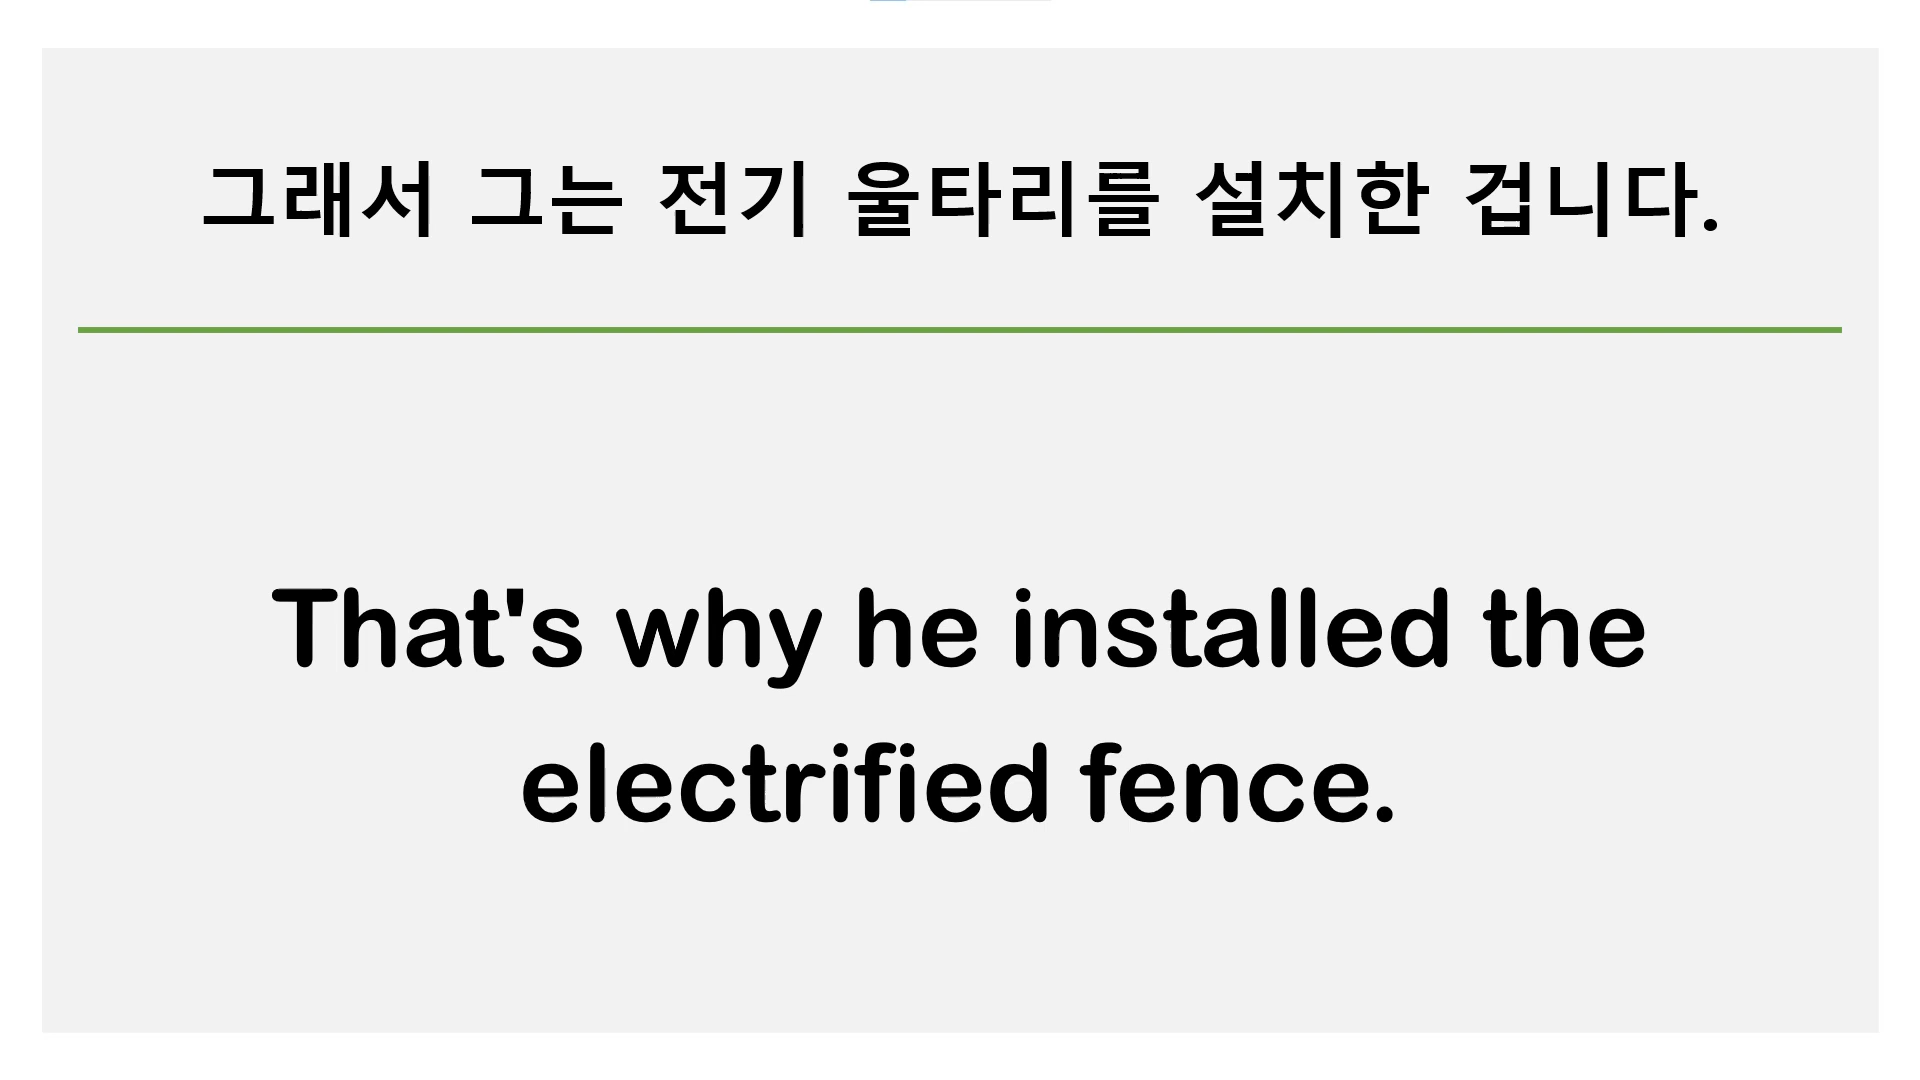 그래서 그는 전기 울타리를 설치한 겁니다.
That's why he installed the
electrified fence.